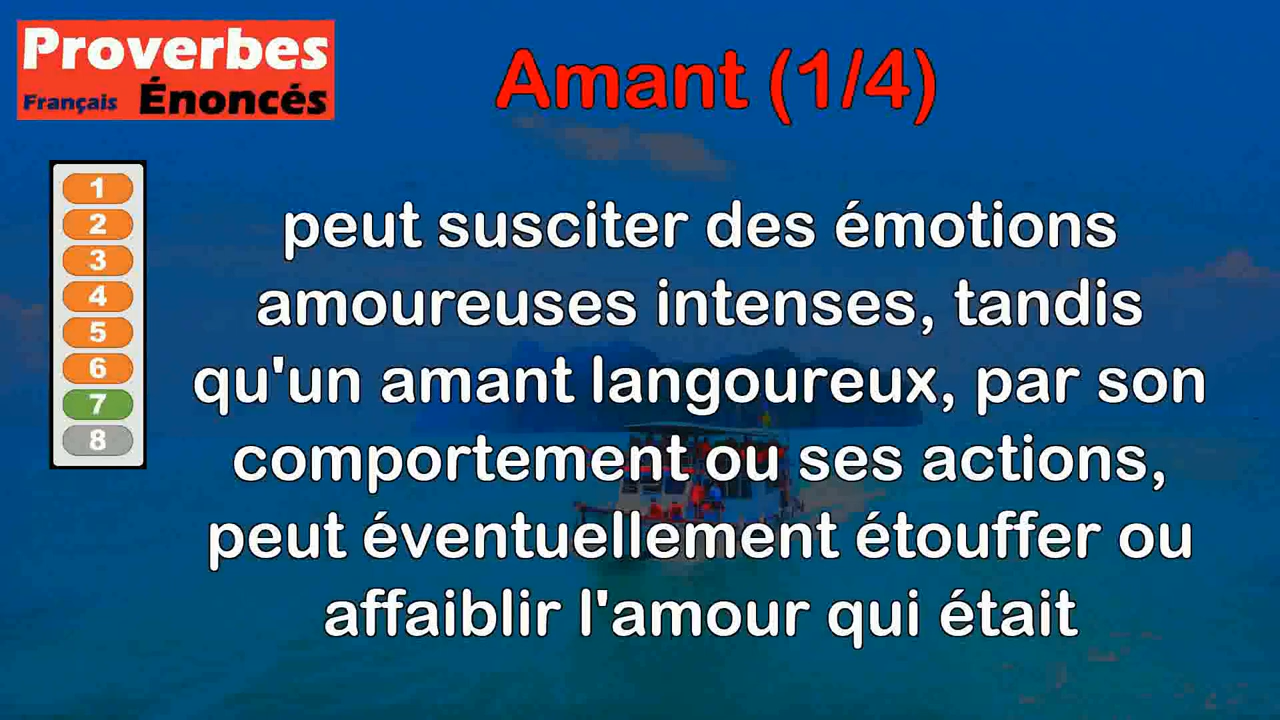 Proverbes
Français Énoncés
Amant (1/4)
1
2
3
4
5
6
7
8
peut susciter des émotions
amoureuses intenses, tandis
qu'un amant langoureux, par son
comportement ou ses actions,
peut éventuellement étouffer ou
affaiblir l'amour qui était